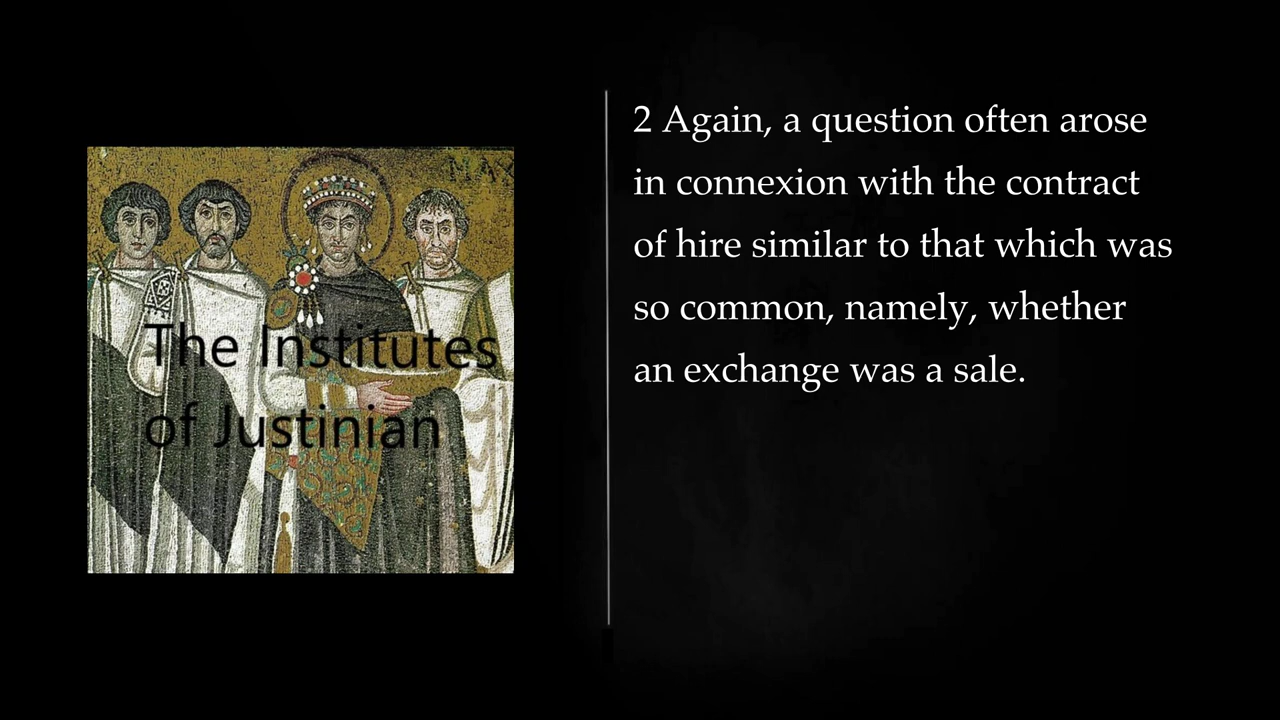 The Institutes
of Justinian
2 Again, a question often arose
in connexion with the contract
of hire similar to that which was
so common, namely, whether
an exchange was a sale.